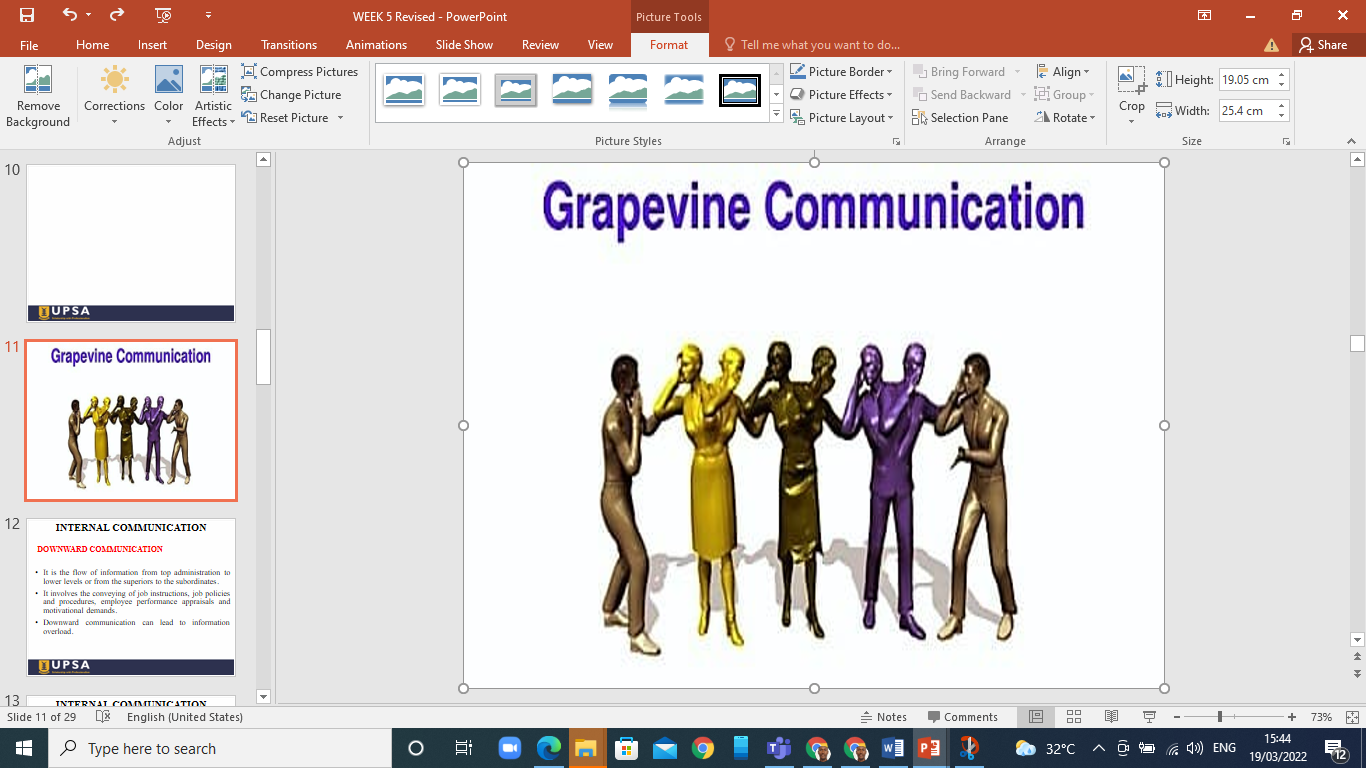 WEEK 5 Revised - PowerPoint
Picture Tools
File
Home
Insert
Design
Transitions
Animations
Slide Show
Review
View
Format
Tell me what you want to do...
Share
Remove
Background
Corrections
Color
Artistic
Effects
Compress Pictures
Change Picture
Reset Picture
Adjust
Picture Styles
Picture Border
Picture Effects
Picture Layout
Bring Forward
Send Backward
Selection Pane
Align
Group
Rotate
Arrange
Crop
Height: 19.05 cm
Width: 25.4 cm
Size
10
UPSA
11
Grapevine Communication
12
INTERNAL COMMUNICATION
DOWNWARD COMMUNICATION
• It is the flow of information from top administration to
lower levels or from the superiors to the subordinates.
• It involves the conveying of job instructions, job policies
and procedures, employee performance appraisals and
motivational demands.
• Downward communication can lead to information
overload.
UPSA
13
INTERNAL COMMUNICATION
Grapevine Communication
Slide 11 of 29
English (United States)
Notes
Comments
73%
Type here to search
32°C
ENG
15:44
19/03/2022
12